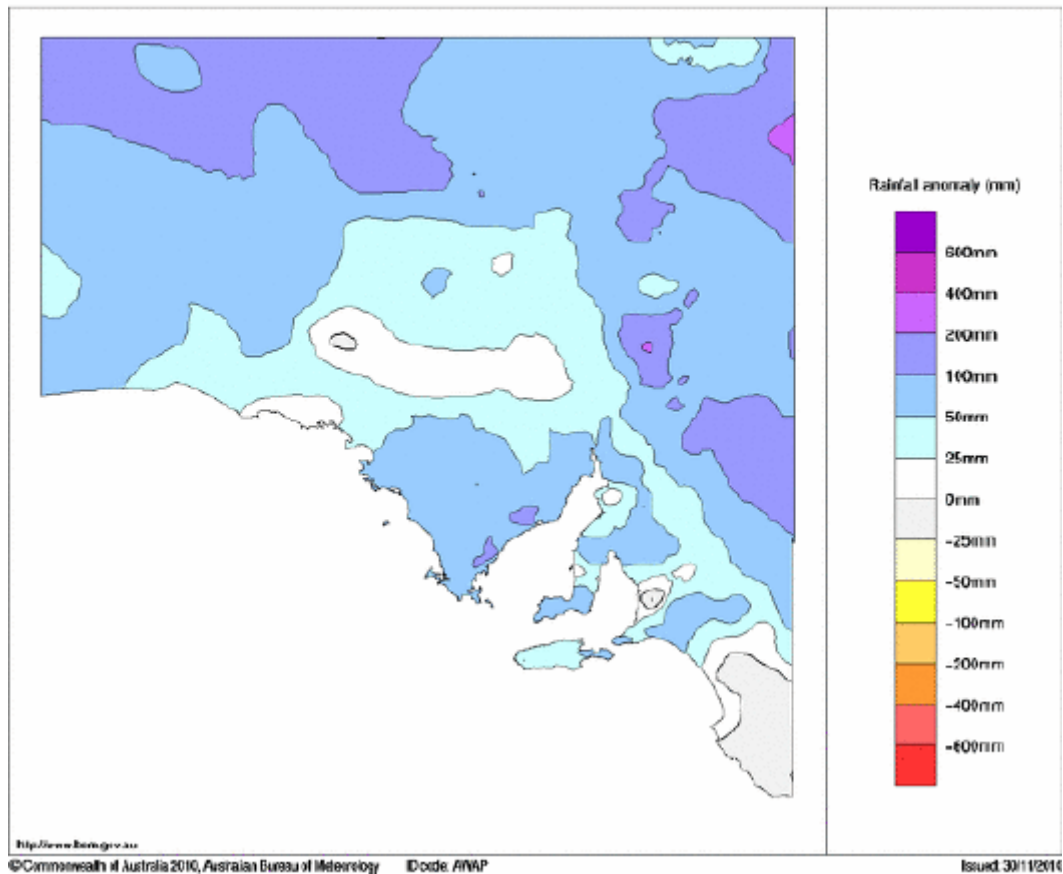 Rainfall anomaly (mm)
600mm
400mm
200mm
100mm
50mm
25mm
0mm
-25mm
-50mm
-100mm
-200mm
-400mm
-600mm
http://www.bom.gov.au
© Commonwealth of Australia 2010, Australian Bureau of Meteorology ID code: AWAP Issued: 30/11/2010